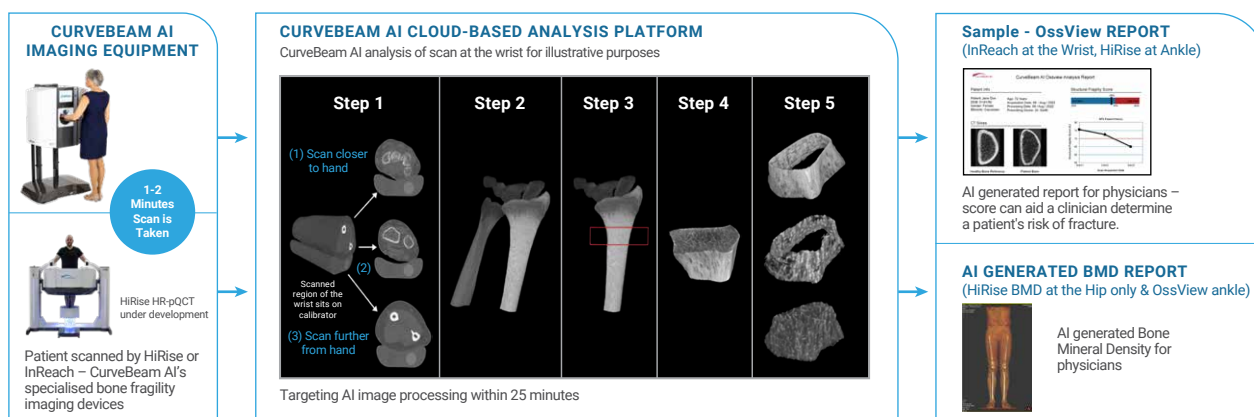 CURVEBEAM AI
IMAGING EQUIPMENT
1-2
Minutes
Scan is
Taken
HiRise HR-pQCT
under development
Patient scanned by HiRise or
InReach – CurveBeam AI’s
specialised bone fragility
imaging devices
CURVEBEAM AI CLOUD-BASED ANALYSIS PLATFORM
CurveBeam AI analysis of scan at the wrist for illustrative purposes
Step 1
Step 2
Step 3
Step 4
Step 5
(1) Scan closer
to hand
(2)
Scanned
region of the
wrist sits on
calibrator
(3) Scan further
from hand
Targeting AI image processing within 25 minutes
Sample - OssView REPORT
(InReach at the Wrist, HiRise at Ankle)
CurveBeam AI Ossview Analysis Report
Patient Info
Structural Fragility Score
AI generated report for physicians –
score can aid a clinician determine
a patient's risk of fracture.
AI GENERATED BMD REPORT
(HiRise BMD at the Hip only & OssView ankle)
AI generated Bone
Mineral Density for
physicians